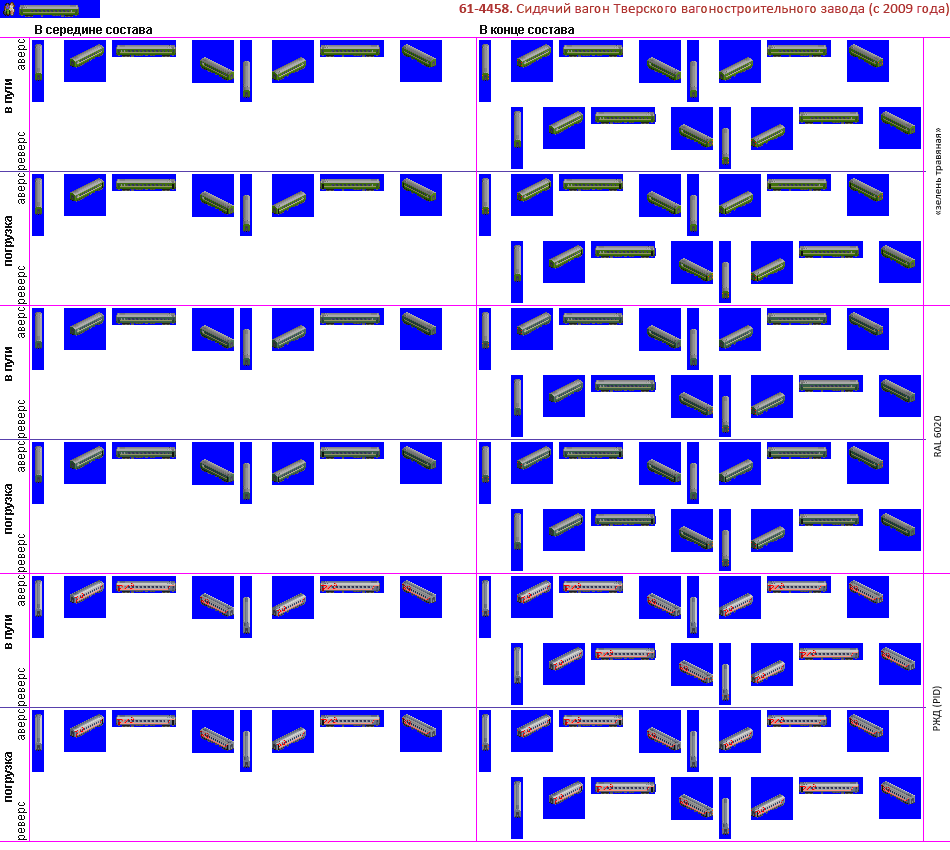 61-4458. Сидячий вагон Тверского вагоностроительного завода (с 2009 года)
В середине состава
В конце состава
в пути
аверс
реверс
«зелень травяная»
погрузка
аверс
реверс
в пути
аверс
реверс
RAL 6020
погрузка
аверс
реверс
в пути
аверс
реверс
РЖД (PID)
погрузка
аверс
реверс